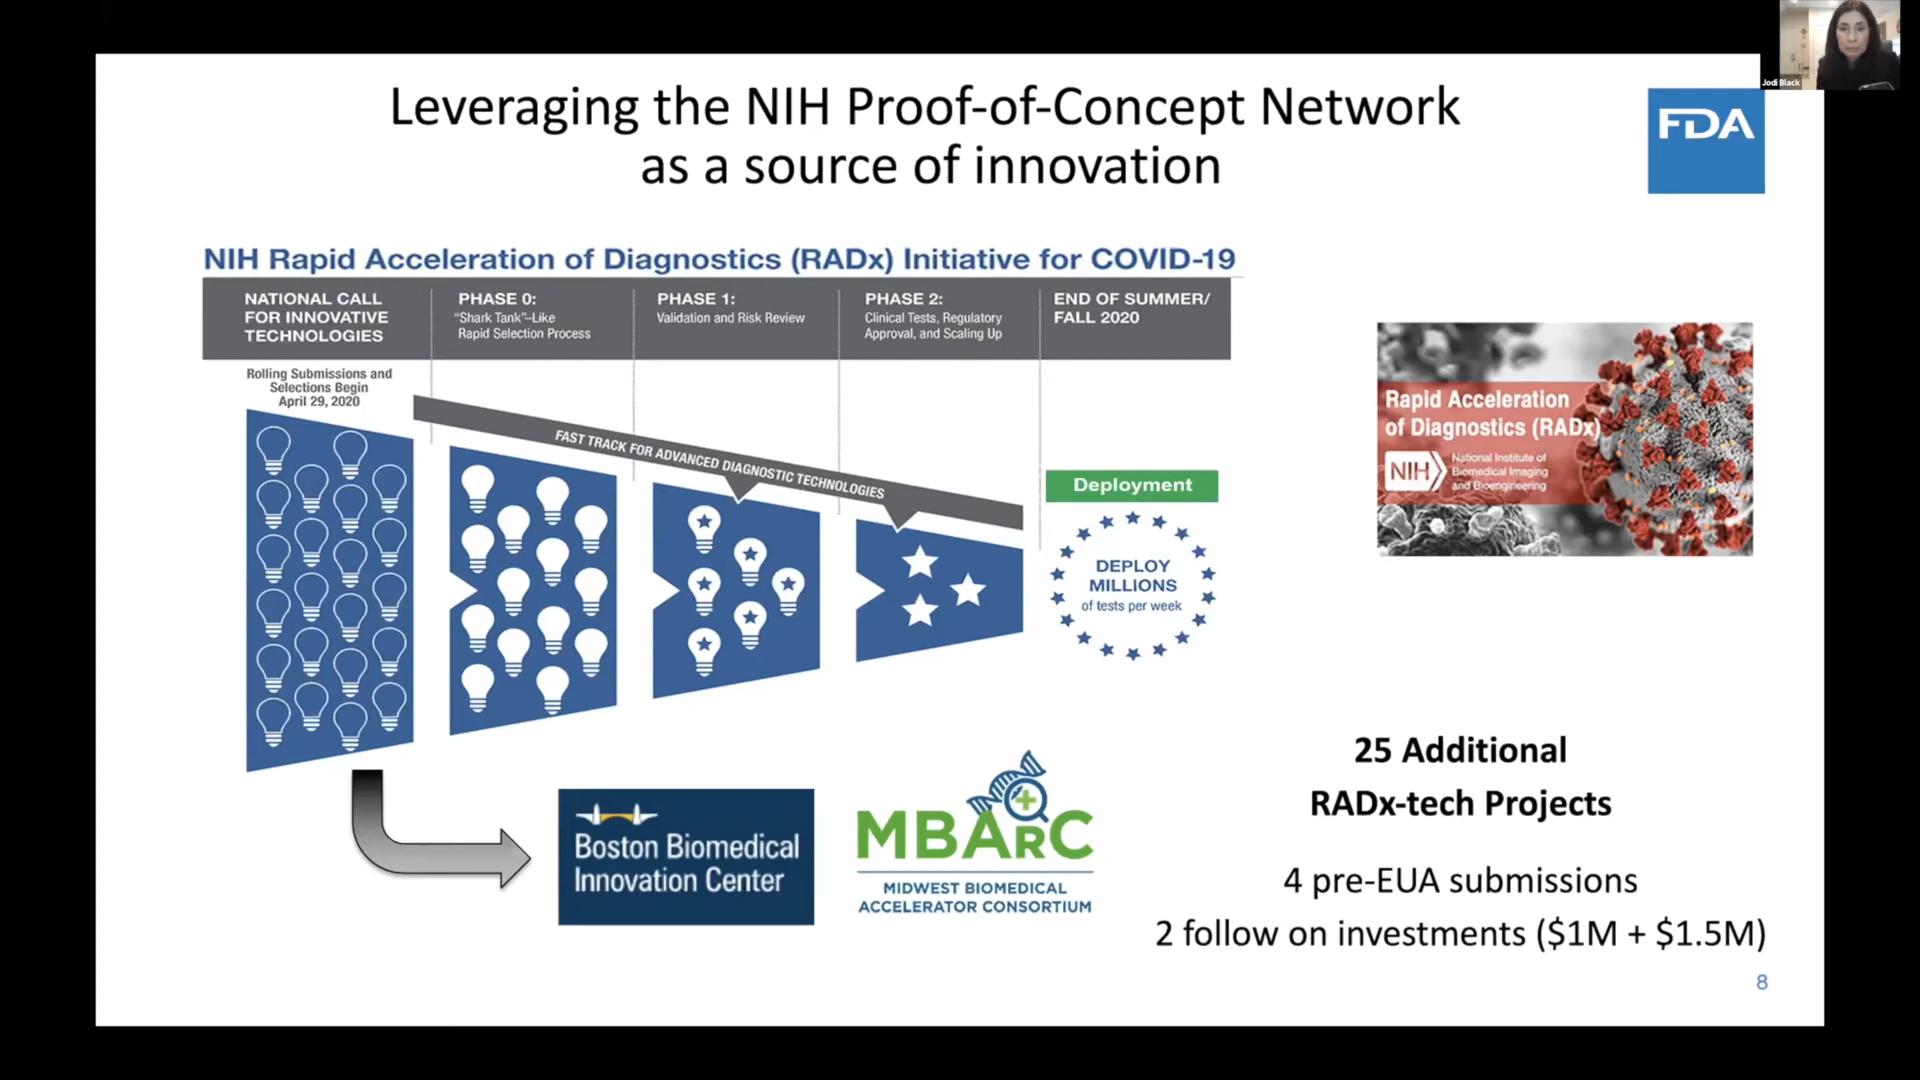 Jodi Black
Leveraging the NIH Proof-of-Concept Network
as a source of innovation
FDA
NIH Rapid Acceleration of Diagnostics (RADx) Initiative for COVID-19
NATIONAL CALL
FOR INNOVATIVE
TECHNOLOGIES
PHASE 0:
“Shark Tank”–Like
Rapid Selection Process
PHASE 1:
Validation and Risk Review
PHASE 2:
Clinical Tests, Regulatory
Approval, and Scaling Up
END OF SUMMER/
FALL 2020
Rolling Submissions and
Selections Begin
April 29, 2020
FAST TRACK FOR ADVANCED DIAGNOSTIC TECHNOLOGIES
Deployment
DEPLOY
MILLIONS
of tests per week
Rapid Acceleration
of Diagnostics (RADx)
NIH
National Institute of
Biomedical Imaging
and Bioengineering
Boston Biomedical
Innovation Center
MBArC
MIDWEST BIOMEDICAL
ACCELERATOR CONSORTIUM
25 Additional
RADx-tech Projects
4 pre-EUA submissions
2 follow on investments ($1M + $1.5M)
8